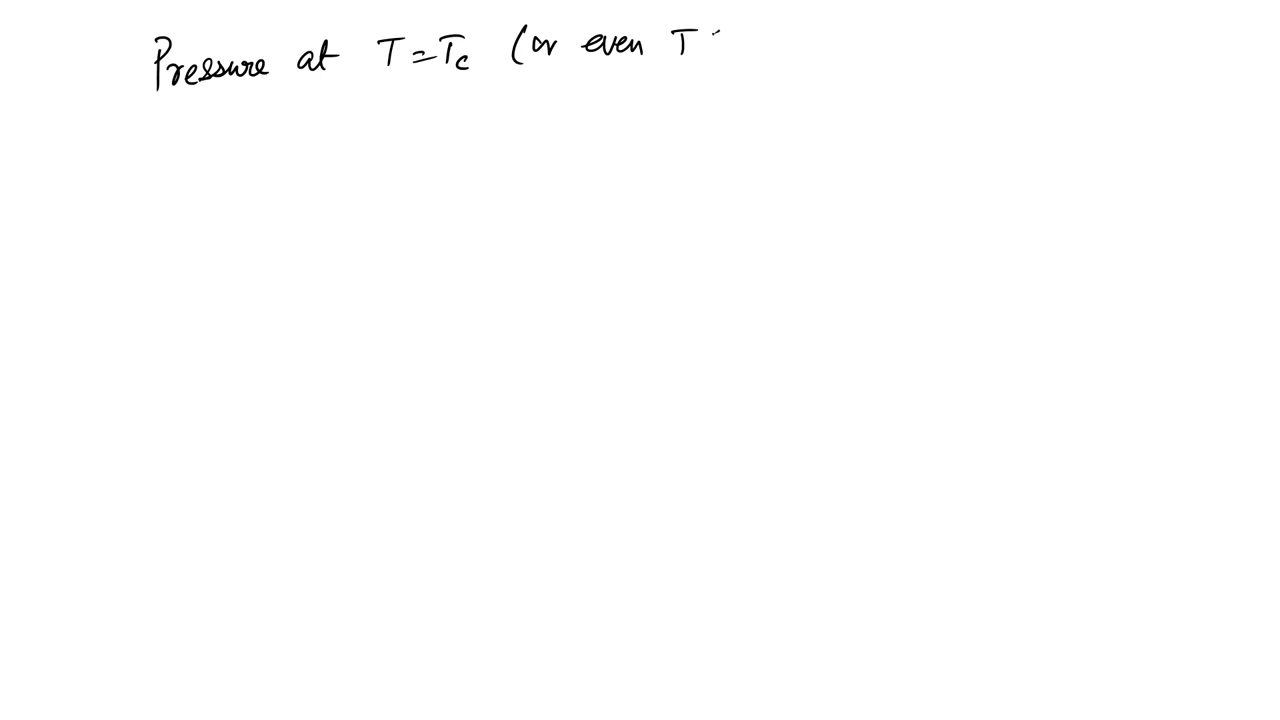 Pressure at T = Tc (or even T